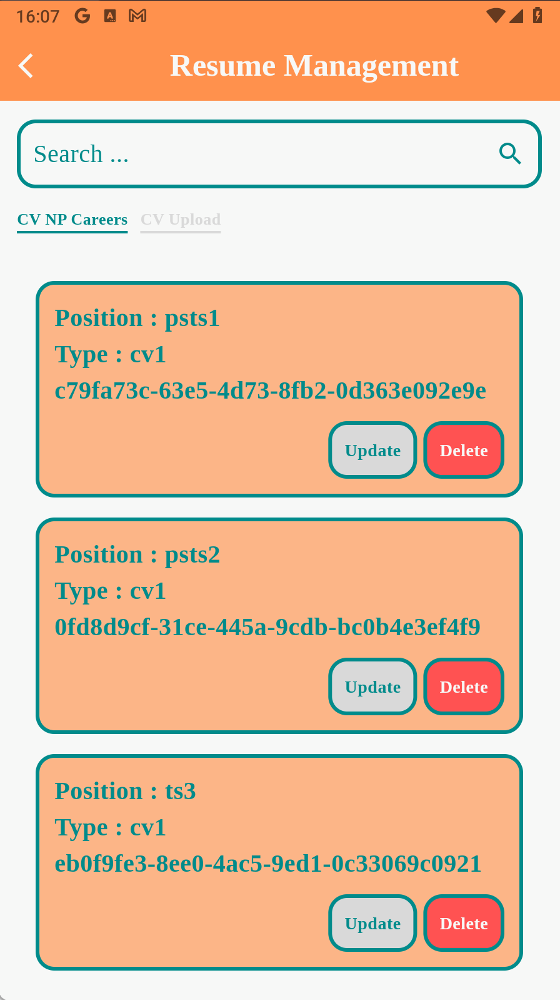 16:07
Resume Management
Search ...
CV NP Careers CV Upload
Position : psts1
Type : cv1
c79fa73c-63e5-4d73-8fb2-0d363e092e9e
Update Delete
Position : psts2
Type : cv1
0fd8d9cf-31ce-445a-9cdb-bc0b4e3ef4f9
Update Delete
Position : ts3
Type : cv1
eb0f9fe3-8ee0-4ac5-9ed1-0c33069c0921
Update Delete